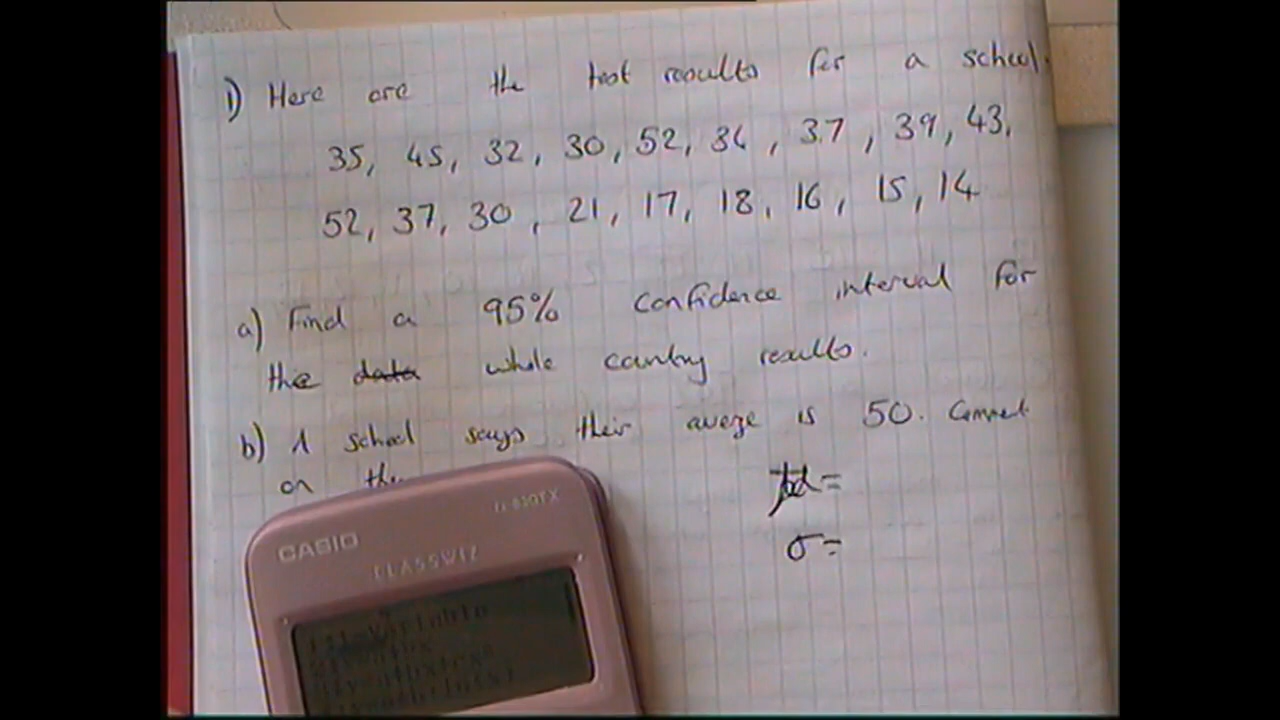 1) Here are the test results for a school.
35, 45, 32, 30, 52, 36, 37, 39, 43,
52, 37, 30, 21, 17, 18, 16, 15, 14
a) Find a 95% confidence interval for
the data whole country results.
b) A school says their averge is 50. Comment
on the
σ=
CASIO
CLASSWIZ